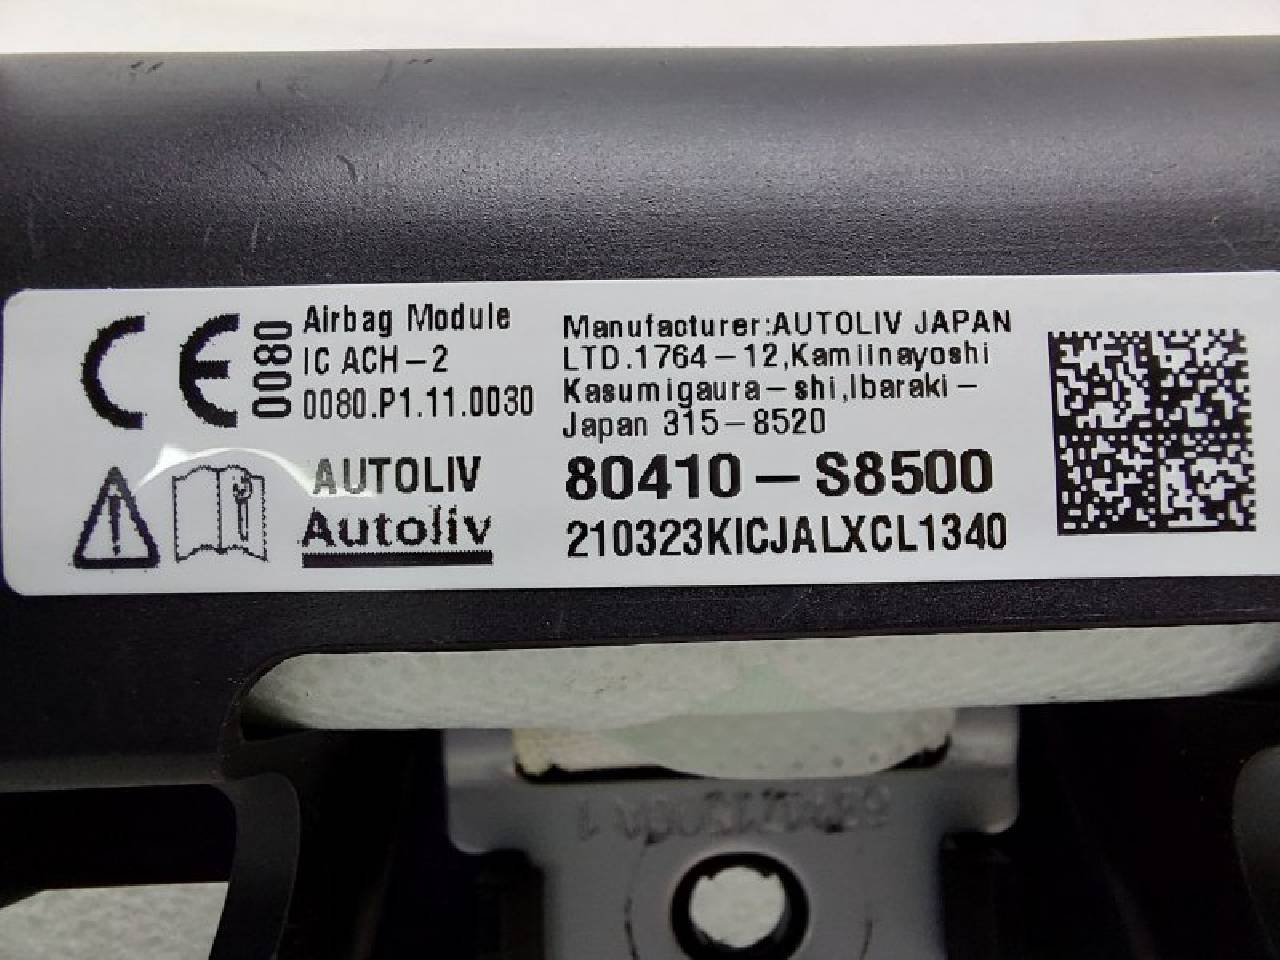 CE 0080
Airbag Module
IC ACH-2
0080.P1.11.0030
AUTOLIV
Autoliv
Manufacturer:AUTOLIV JAPAN
LTD.1764-12,Kamiinayoshi
Kasumigaura-shi,Ibaraki-
Japan 315-8520
80410-S8500
210323KICJALXCL1340